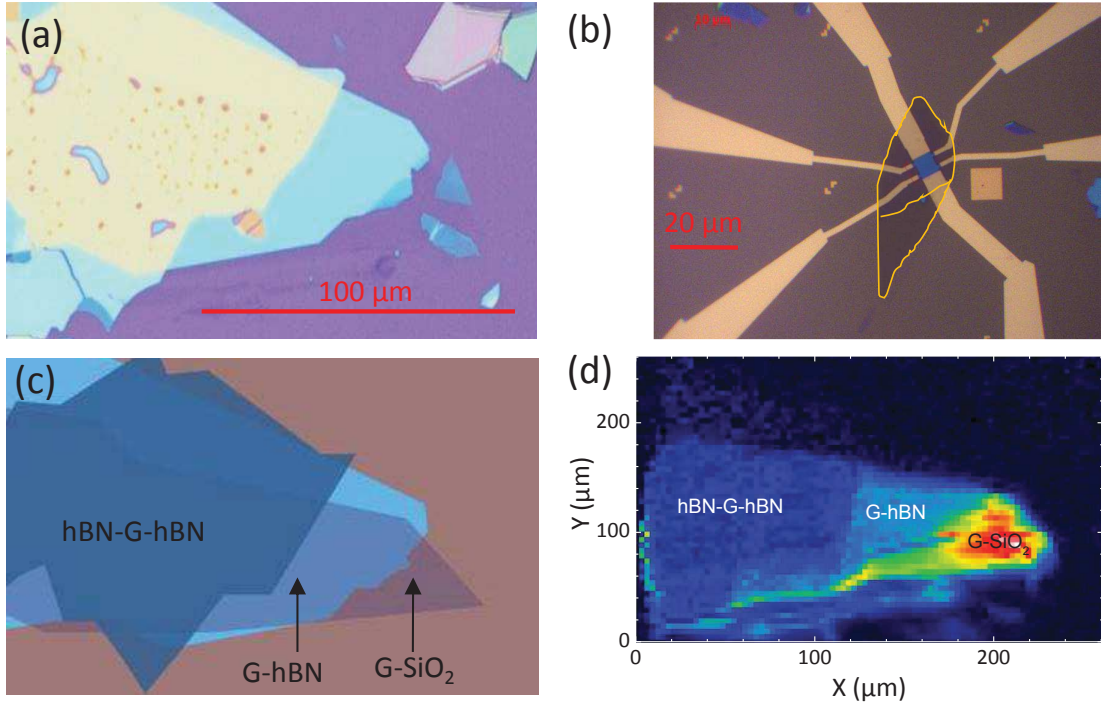 (a)
100 μm
(b)
20 μm
(c)
hBN-G-hBN
G-hBN
G-SiO₂
(d)
Y (μm)
200
100
0
hBN-G-hBN
G-hBN
G-SiO₂
0
100
200
X (μm)